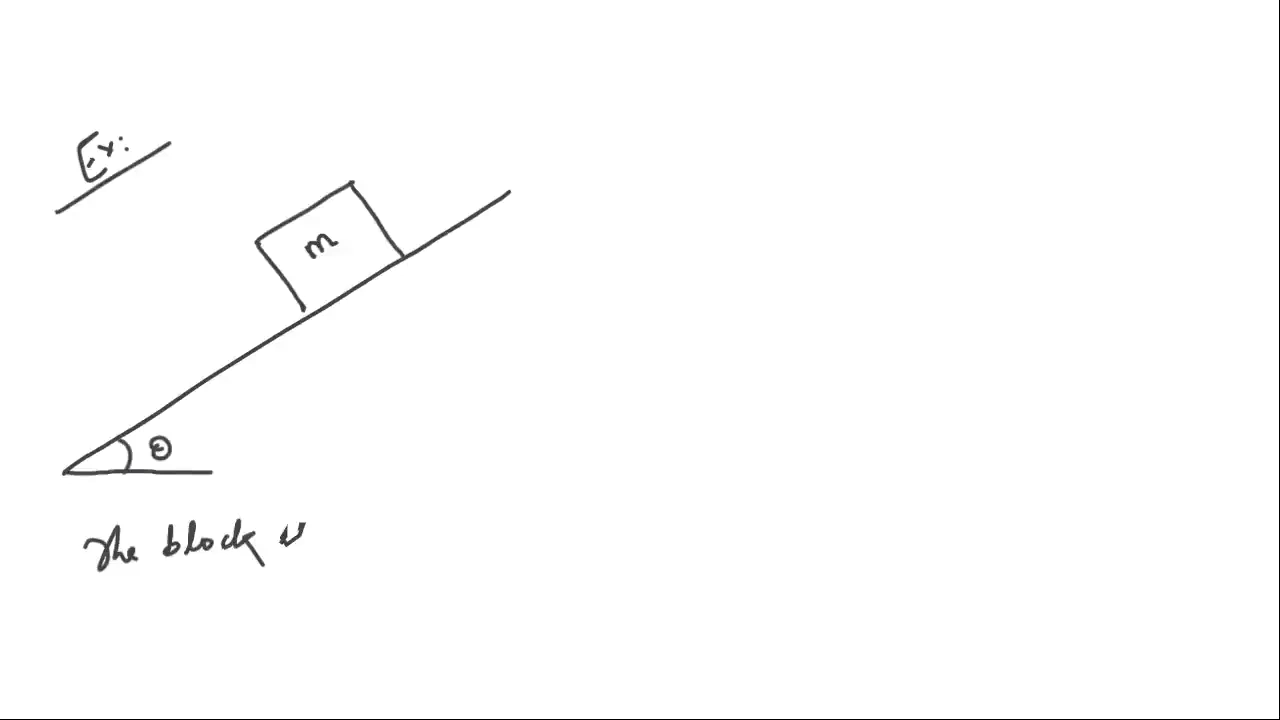 Ex:
m
θ
The block